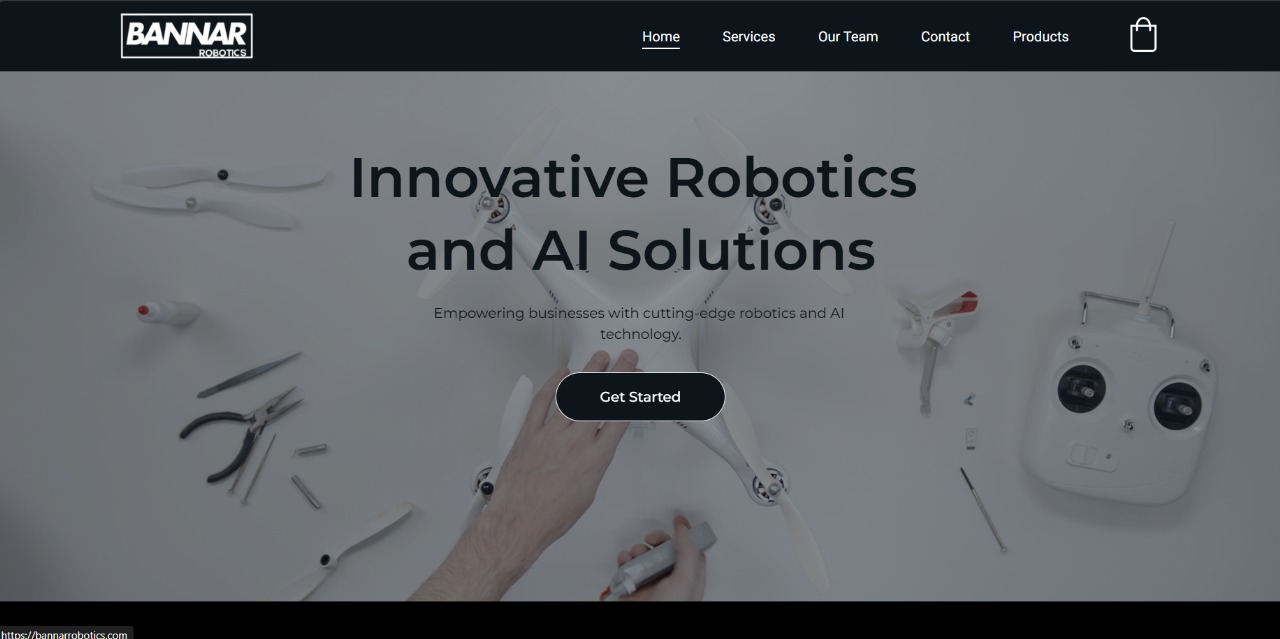 BANNAR
ROBOTICS
Home Services Our Team Contact Products
Innovative Robotics
and AI Solutions
Empowering businesses with cutting-edge robotics and AI
technology.
Get Started
https://bannarrobotics.com